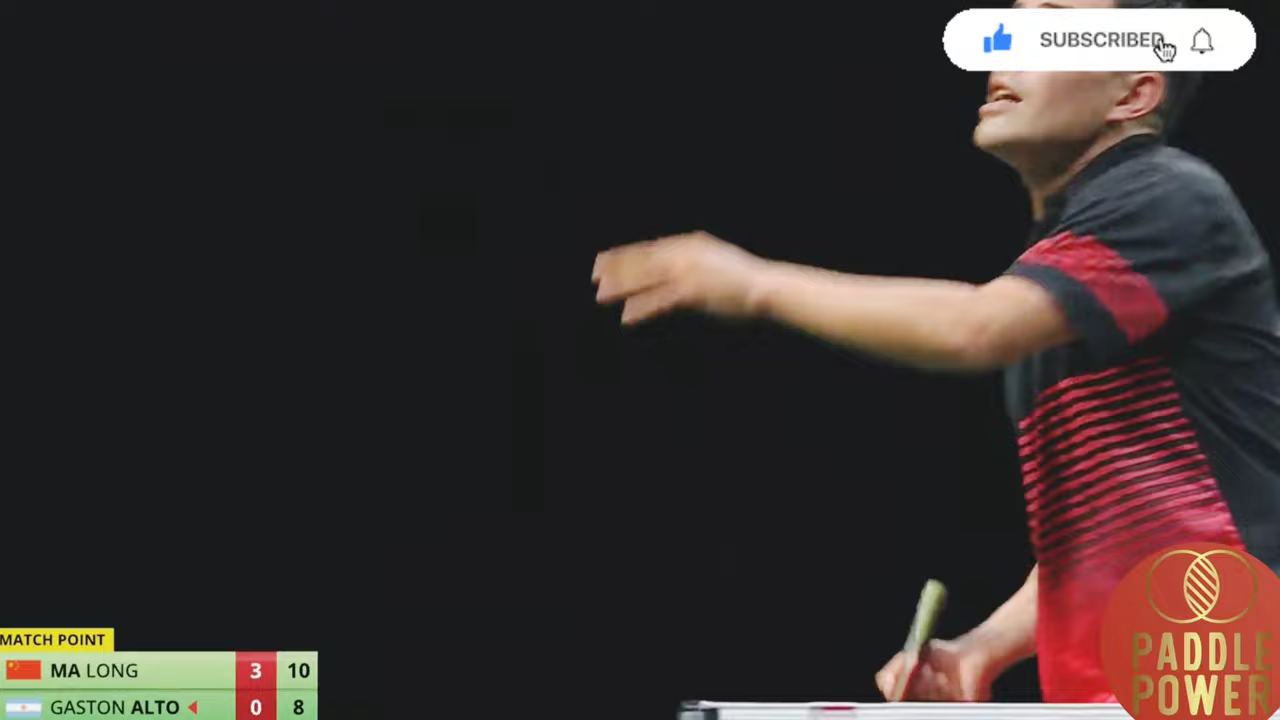 SUBSCRIBED
MATCH POINT
MA LONG 3 10
GASTON ALTO 0 8
PADDLE
POWER